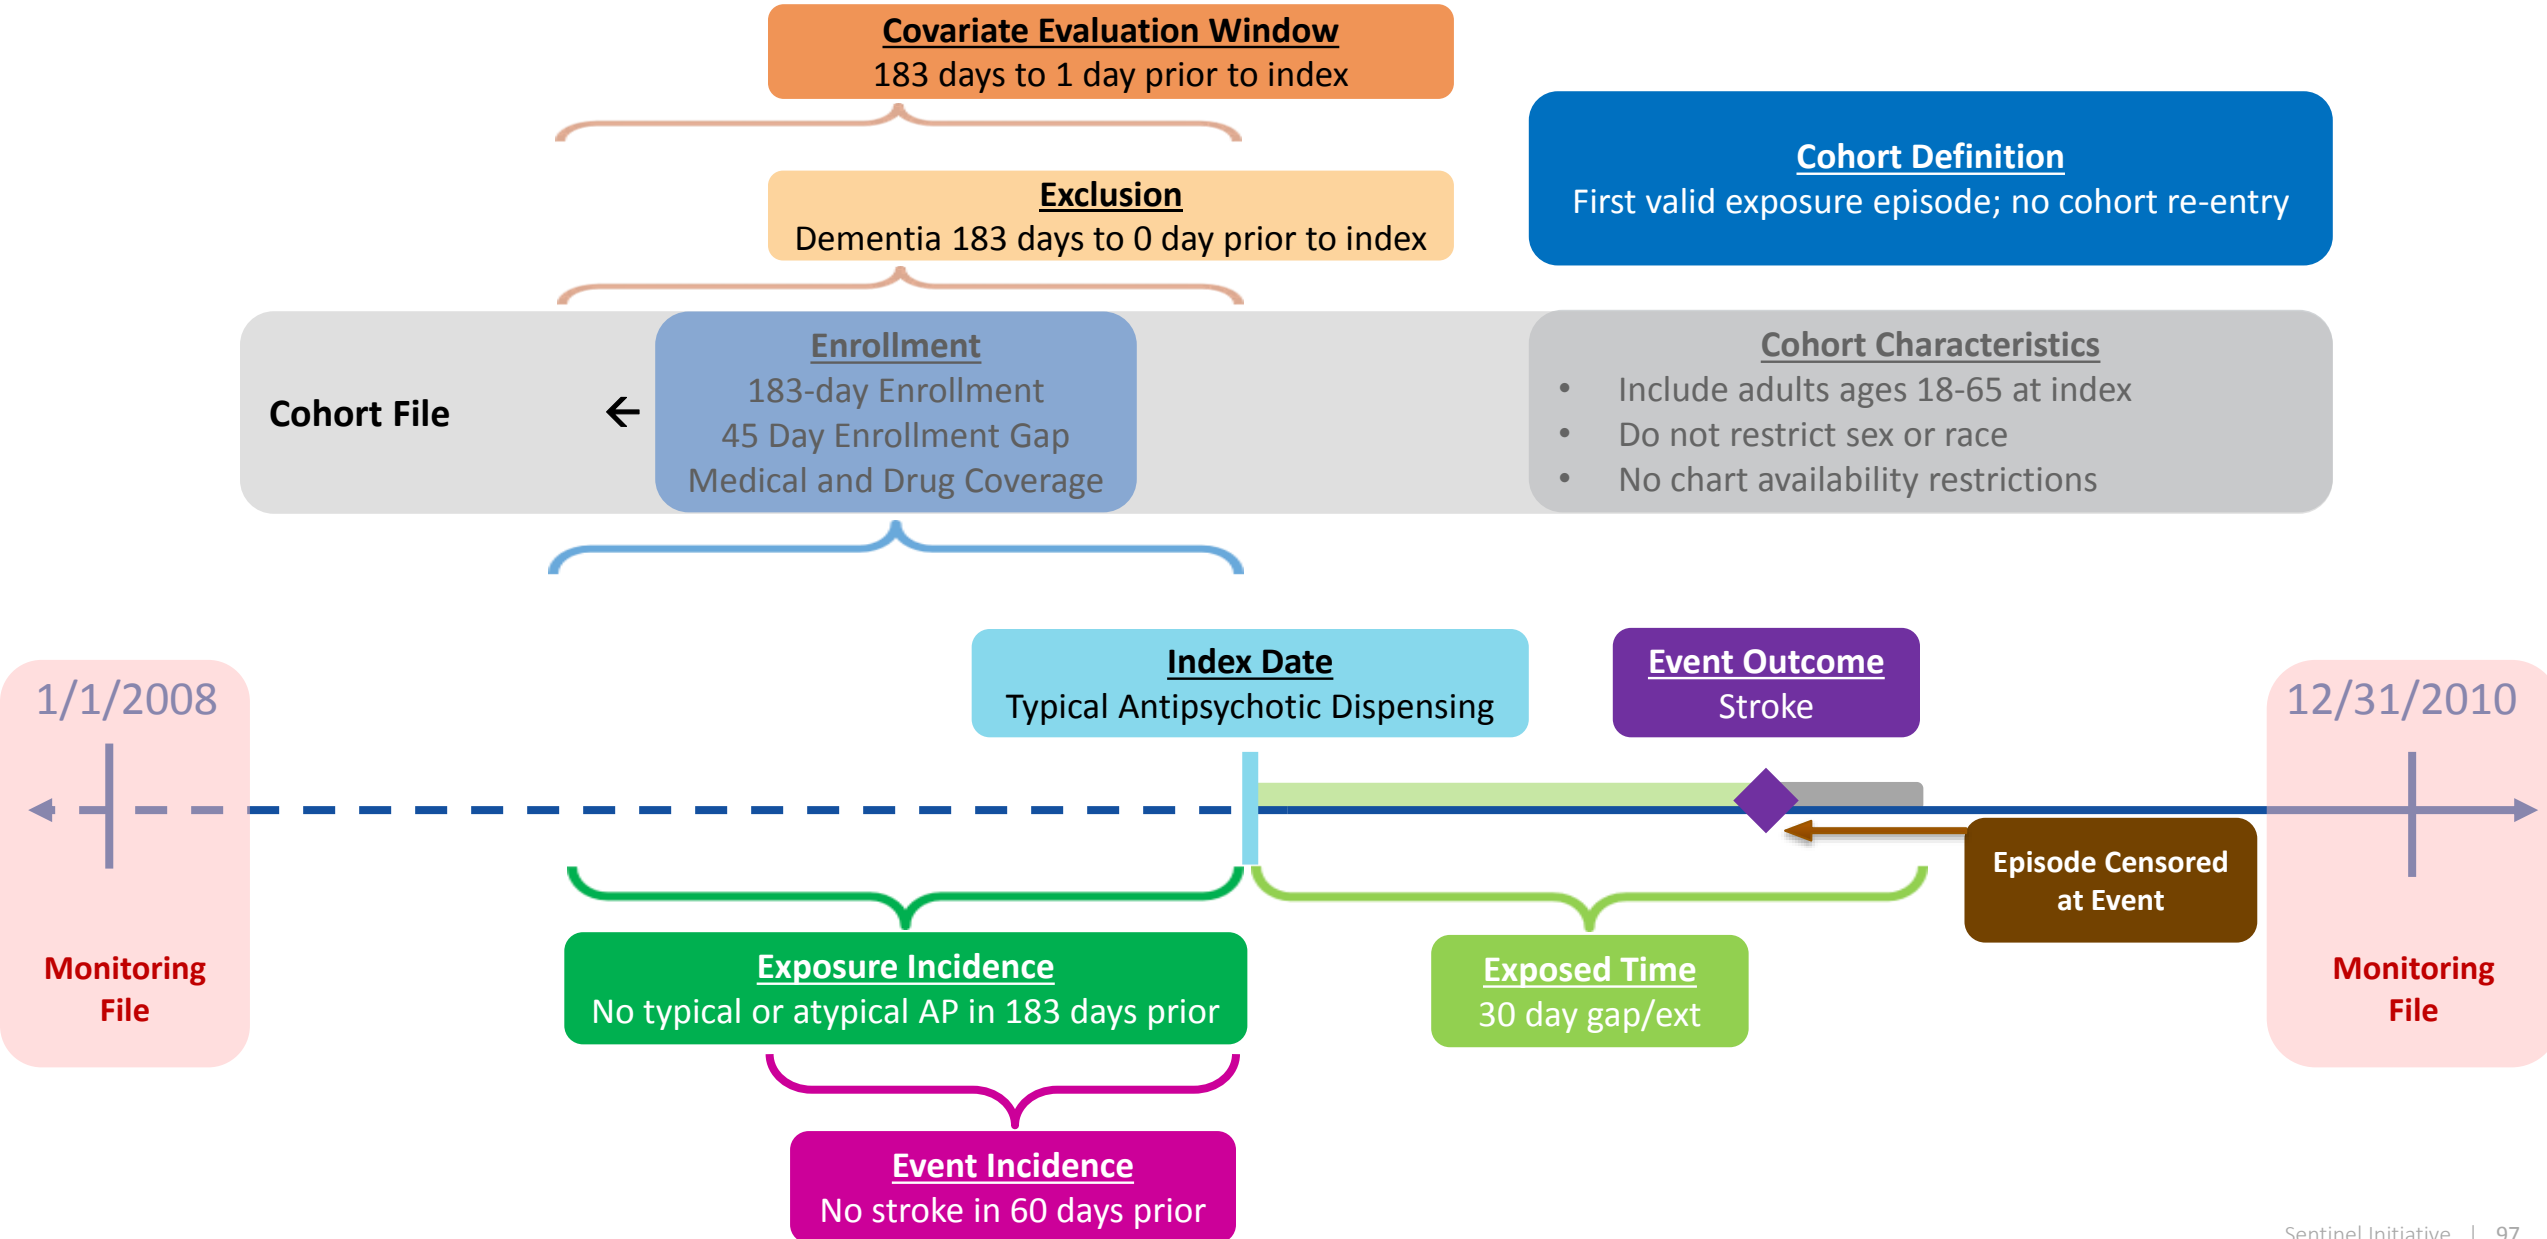 Covariate Evaluation Window
183 days to 1 day prior to index
Cohort Definition
First valid exposure episode; no cohort re-entry
Exclusion
Dementia 183 days to 0 day prior to index
Cohort File
←
Enrollment
183-day Enrollment
45 Day Enrollment Gap
Medical and Drug Coverage
Cohort Characteristics
• Include adults ages 18-65 at index
• Do not restrict sex or race
• No chart availability restrictions
1/1/2008
Index Date
Typical Antipsychotic Dispensing
Event Outcome
Stroke
12/31/2010
Episode Censored
at Event
Monitoring
File
Exposure Incidence
No typical or atypical AP in 183 days prior
Exposed Time
30 day gap/ext
Monitoring
File
Event Incidence
No stroke in 60 days prior
Sentinel Initiative | 97